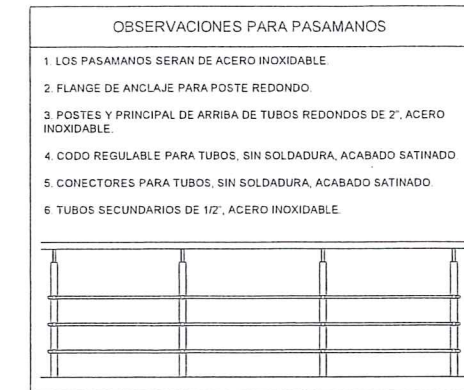 OBSERVACIONES PARA PASAMANOS
1. LOS PASAMANOS SERAN DE ACERO INOXIDABLE.
2. FLANGE DE ANCLAJE PARA POSTE REDONDO.
3. POSTES Y PRINCIPAL DE ARRIBA DE TUBOS REDONDOS DE 2", ACERO
INOXIDABLE.
4. CODO REGULABLE PARA TUBOS, SIN SOLDADURA, ACABADO SATINADO
5. CONECTORES PARA TUBOS, SIN SOLDADURA, ACABADO SATINADO.
6. TUBOS SECUNDARIOS DE 1/2", ACERO INOXIDABLE.